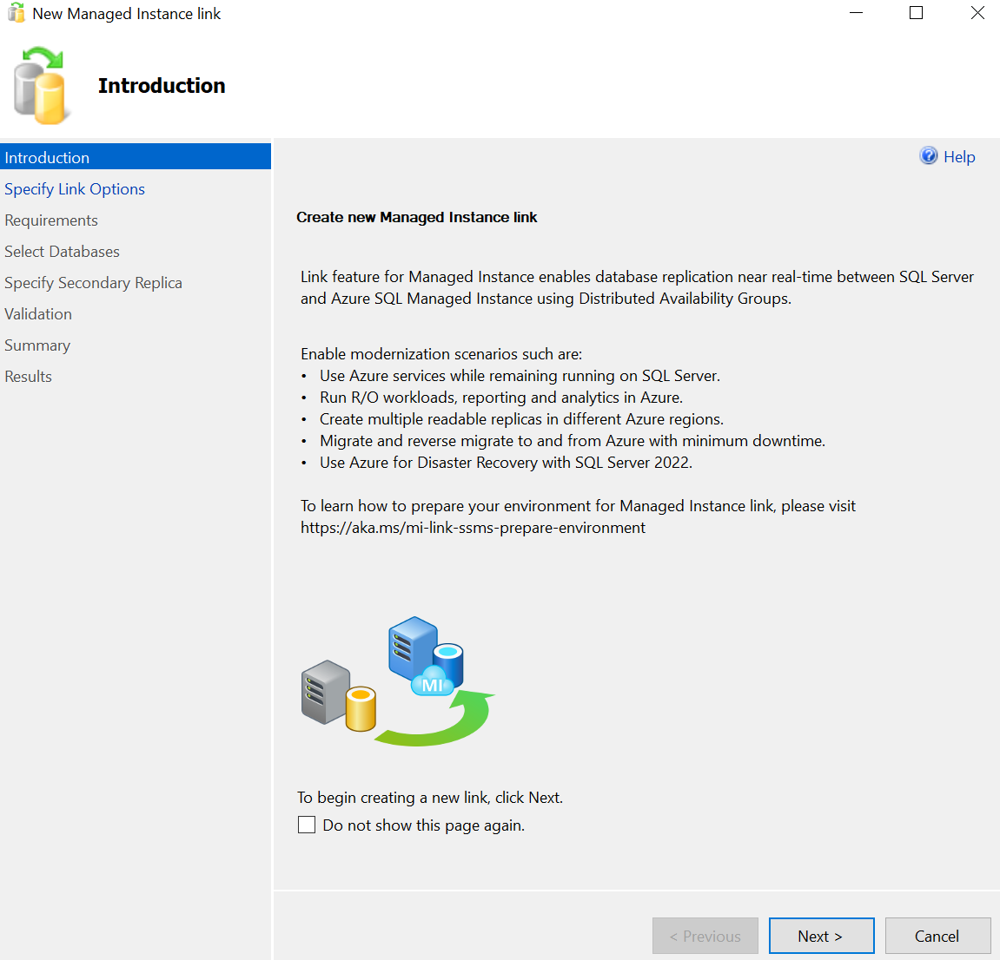 New Managed Instance link
Introduction
Introduction
Specify Link Options
Requirements
Select Databases
Specify Secondary Replica
Validation
Summary
Results
Help
Create new Managed Instance link
Link feature for Managed Instance enables database replication near real-time between SQL Server
and Azure SQL Managed Instance using Distributed Availability Groups.
Enable modernization scenarios such are:
• Use Azure services while remaining running on SQL Server.
• Run R/O workloads, reporting and analytics in Azure.
• Create multiple readable replicas in different Azure regions.
• Migrate and reverse migrate to and from Azure with minimum downtime.
• Use Azure for Disaster Recovery with SQL Server 2022.
To learn how to prepare your environment for Managed Instance link, please visit
https://aka.ms/mi-link-ssms-prepare-environment
MI
To begin creating a new link, click Next.
Do not show this page again.
< Previous
Next >
Cancel